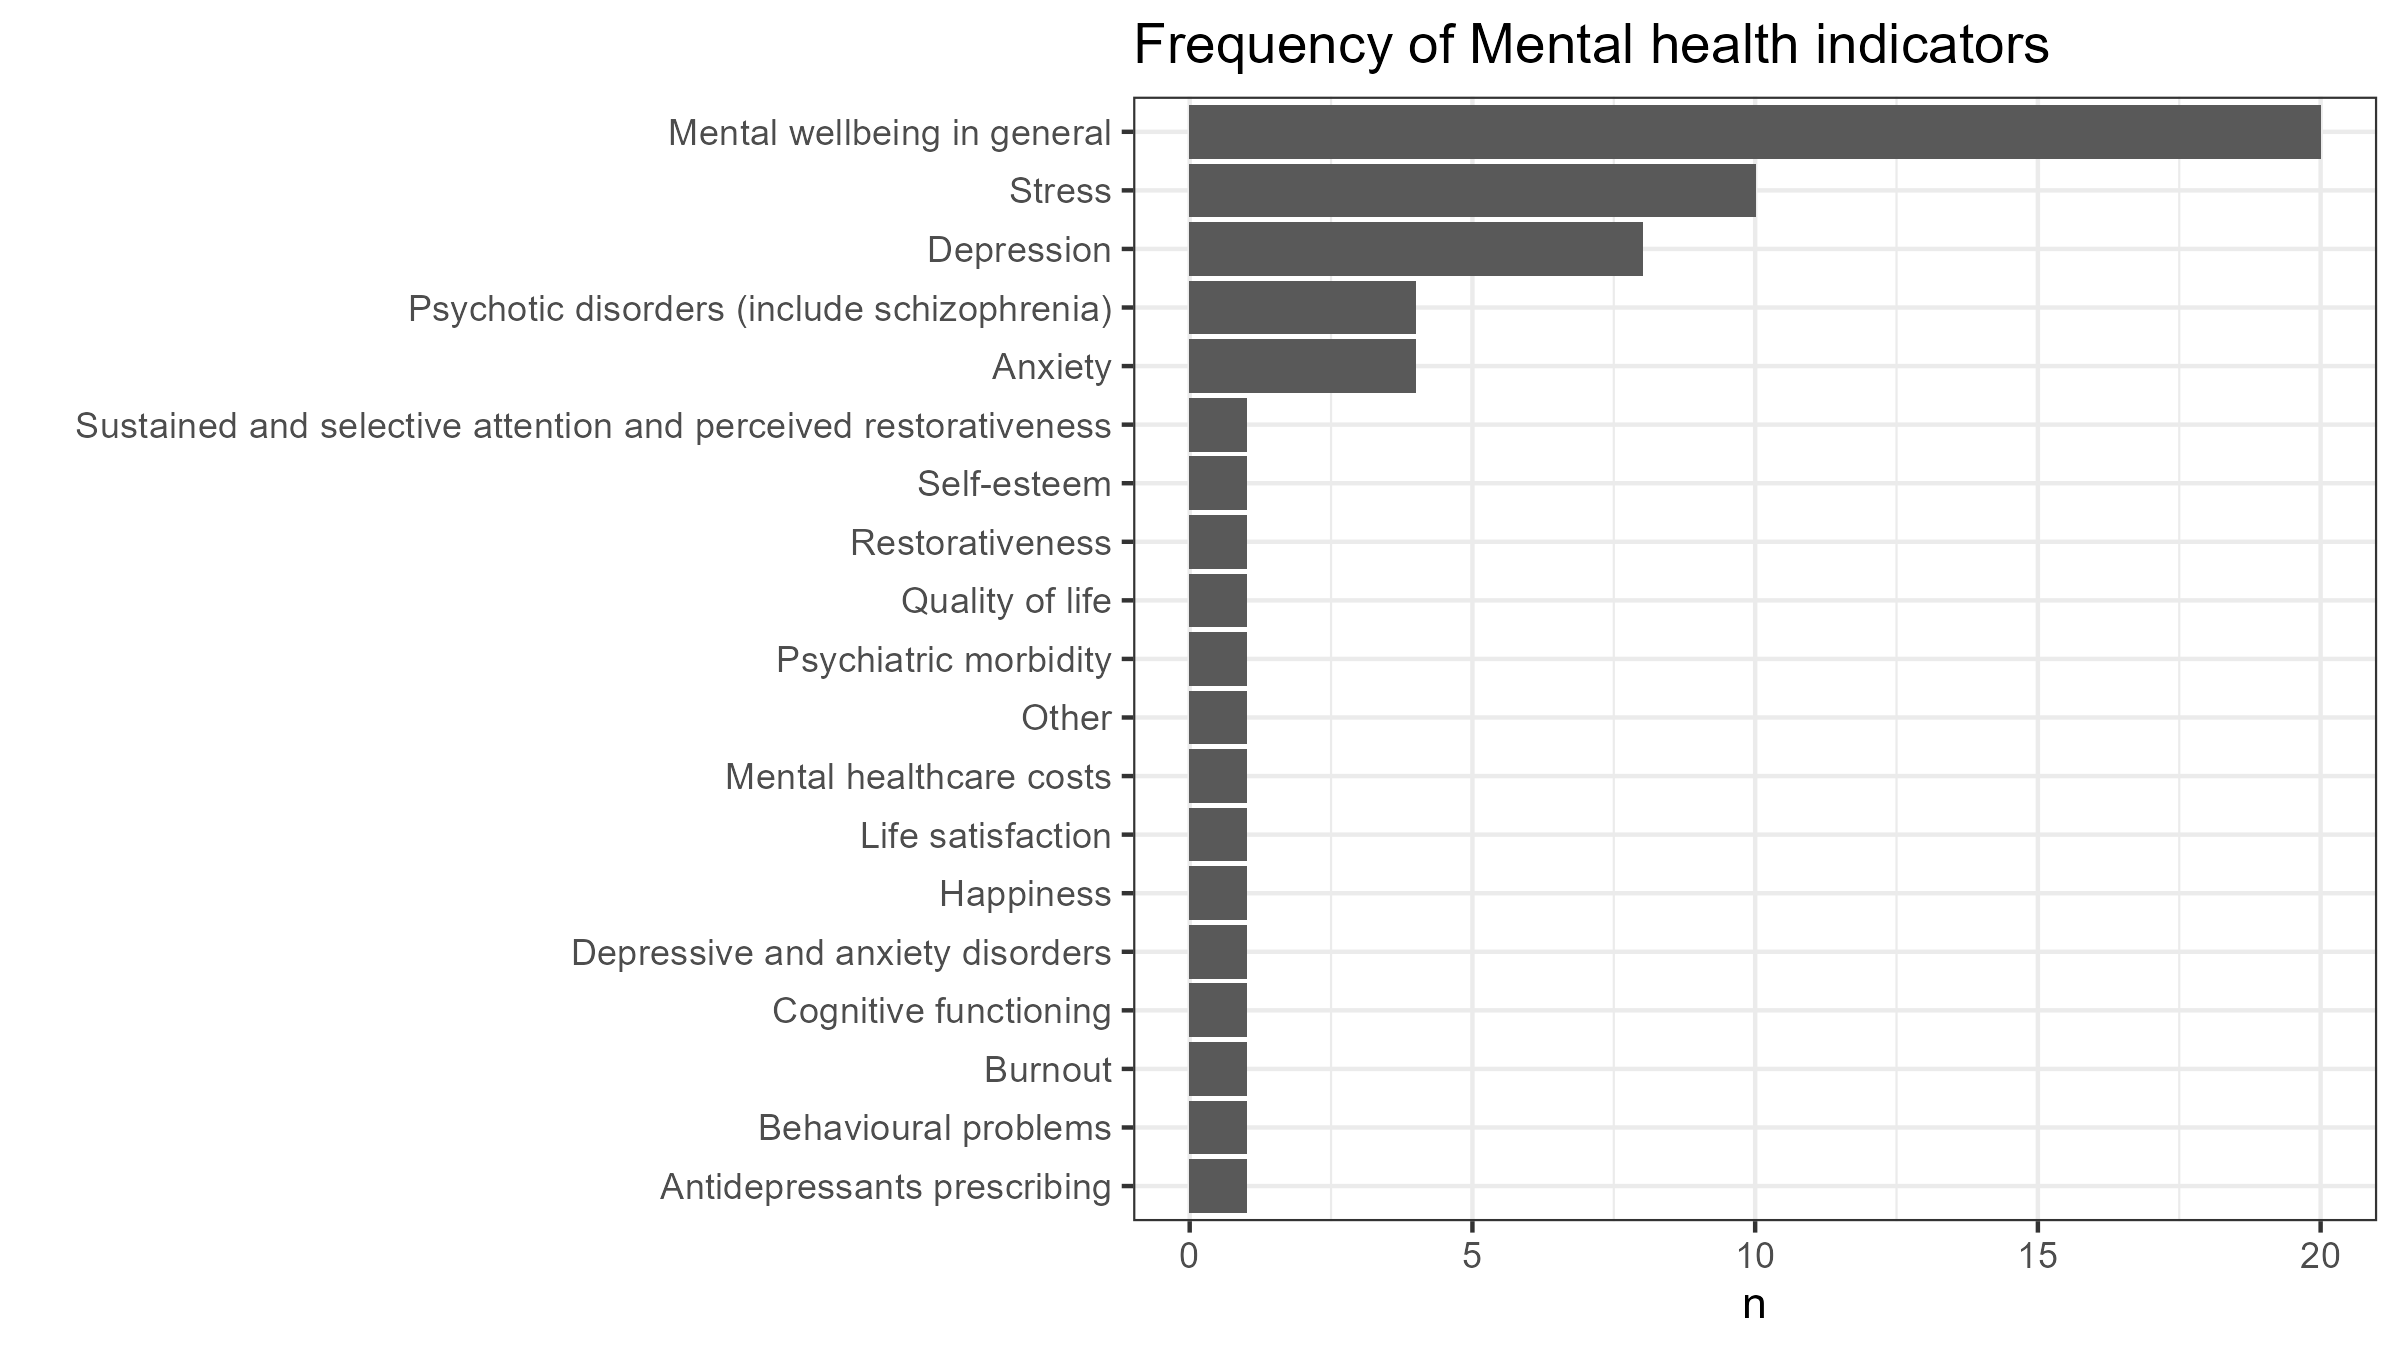 Frequency of Mental health indicators
Mental wellbeing in general
Stress
Depression
Psychotic disorders (include schizophrenia)
Anxiety
Sustained and selective attention and perceived restorativeness
Self-esteem
Restorativeness
Quality of life
Psychiatric morbidity
Other
Mental healthcare costs
Life satisfaction
Happiness
Depressive and anxiety disorders
Cognitive functioning
Burnout
Behavioural problems
Antidepressants prescribing
0 5 10 15 20
n